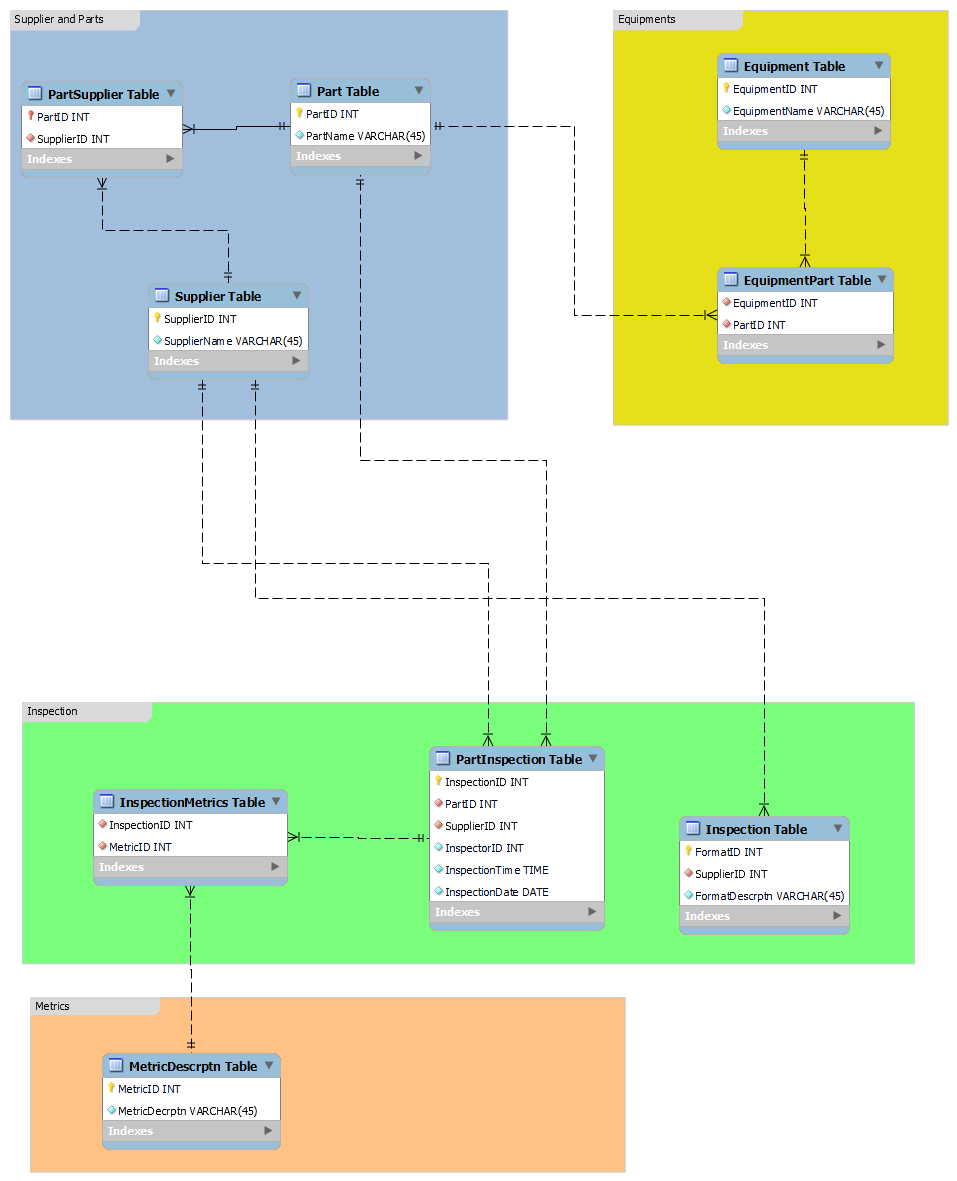 Supplier and Parts
PartSupplier Table
PartID INT
SupplierID INT
Indexes
Part Table
PartID INT
PartName VARCHAR(45)
Indexes
Supplier Table
SupplierID INT
SupplierName VARCHAR(45)
Indexes
Equipments
Equipment Table
EquipmentID INT
EquipmentName VARCHAR(45)
Indexes
EquipmentPart Table
EquipmentID INT
PartID INT
Indexes
Inspection
InspectionMetrics Table
InspectionID INT
MetricID INT
Indexes
PartInspection Table
InspectionID INT
PartID INT
SupplierID INT
InspectorID INT
InspectionTime TIME
InspectionDate DATE
Indexes
Inspection Table
FormatID INT
SupplierID INT
FormatDescrptn VARCHAR(45)
Indexes
Metrics
MetricDescrptn Table
MetricID INT
MetricDecrptn VARCHAR(45)
Indexes